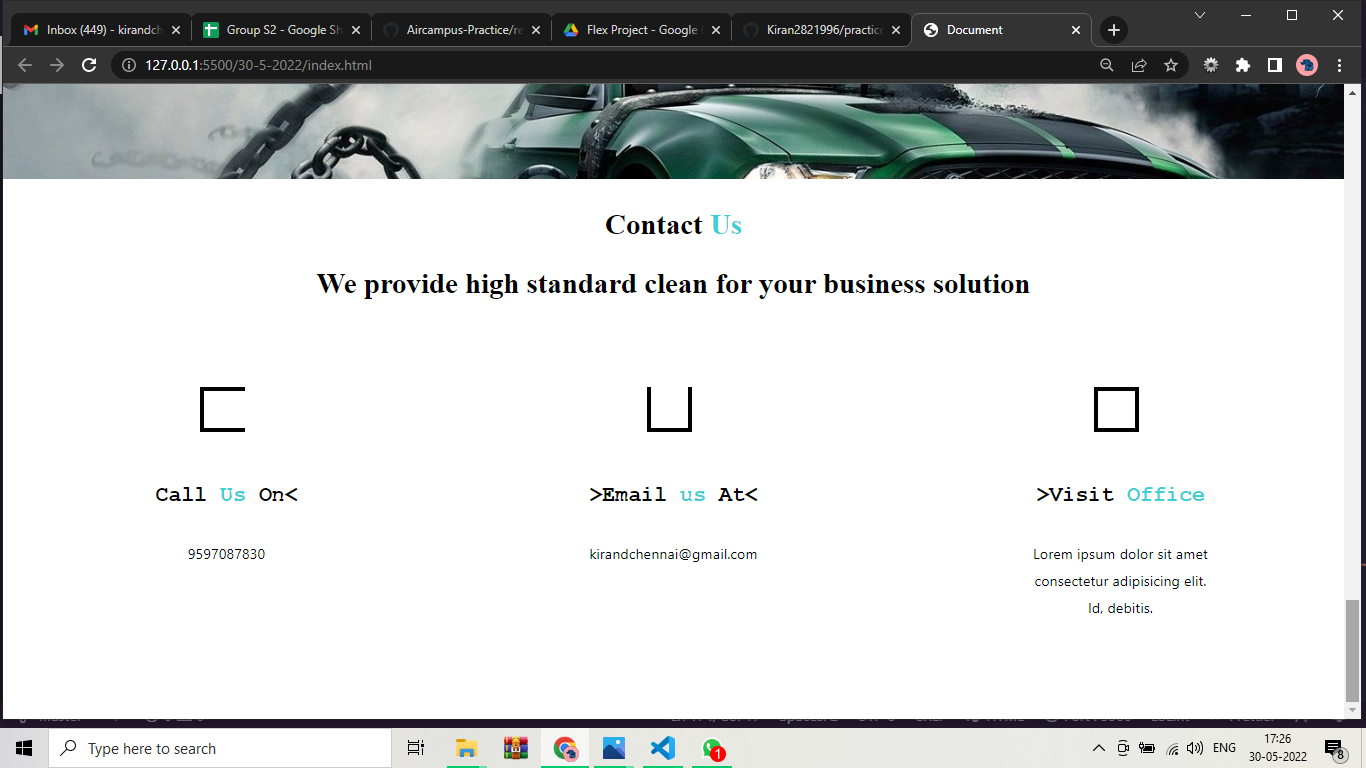 Inbox (449) - kirandch
Group S2 - Google Sh
Aircampus-Practice/re
Flex Project - Google
Kiran2821996/practice
Document
127.0.0.1:5500/30-5-2022/index.html
Contact Us
We provide high standard clean for your business solution
Call Us On<
>Email us At<
>Visit Office
9597087830
kirandchennai@gmail.com
Lorem ipsum dolor sit amet
consectetur adipisicing elit.
Id, debitis.
Type here to search
1
ENG
17:26
30-05-2022
8